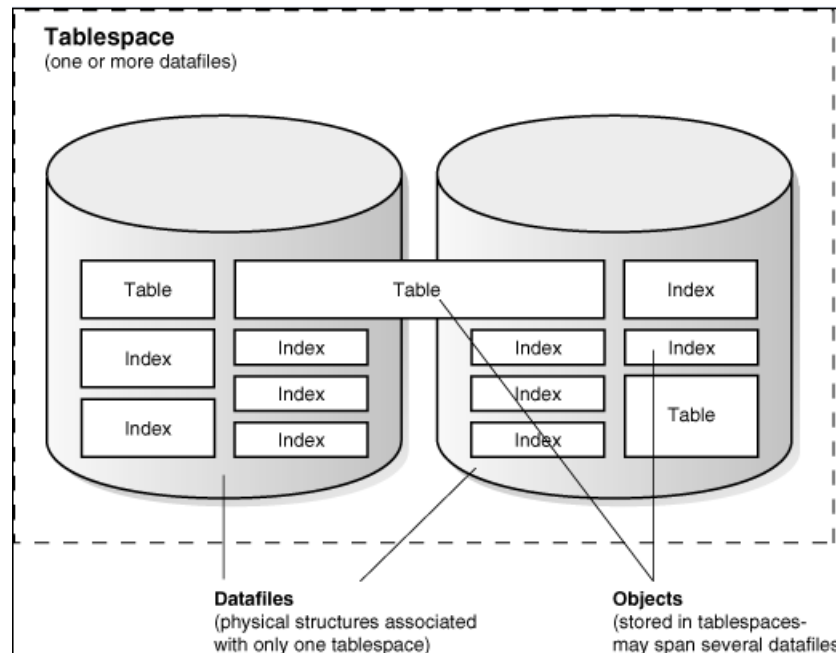 Tablespace
(one or more datafiles)
Table
Table
Index
Index
Index
Index
Index
Index
Index
Index
Table
Index
Index
Index
Datafiles
(physical structures associated
with only one tablespace)
Objects
(stored in tablespaces-
may span several datafiles